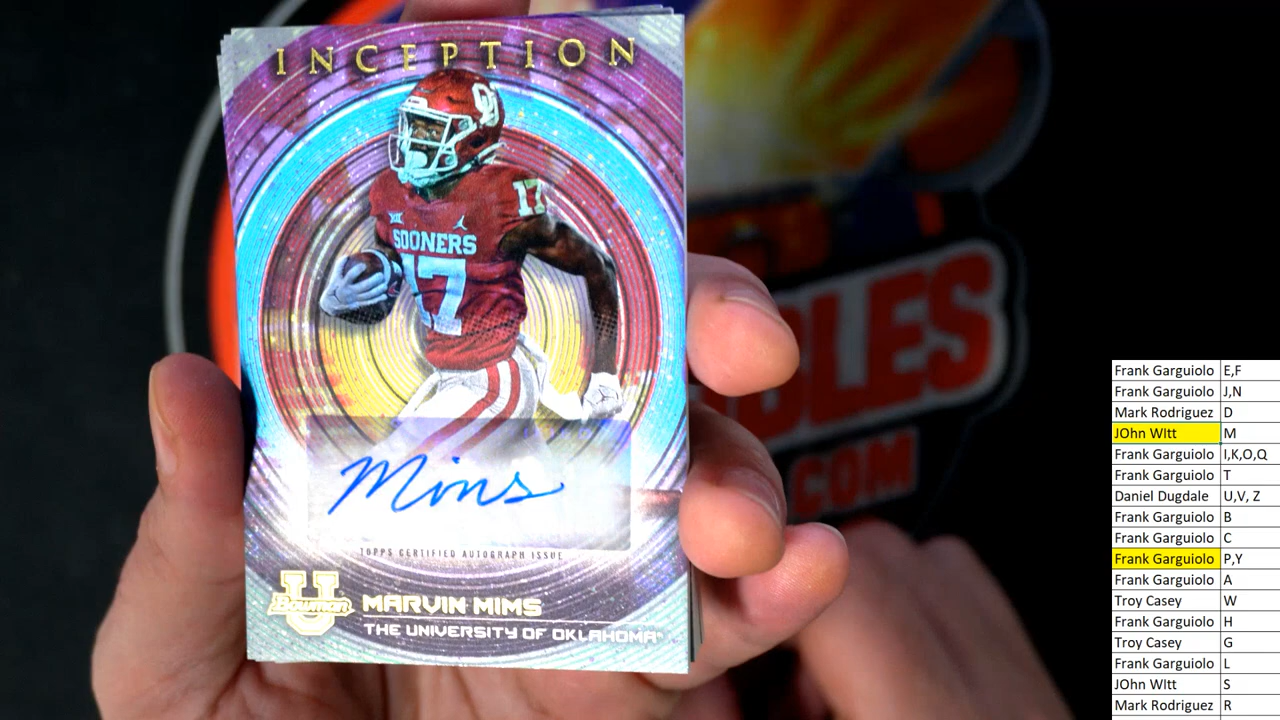 INCEPTION
17
SOONERS
17
Mims
TOPPS CERTIFIED AUTOGRAPH ISSUE
U
Bowman
MARVIN MIMS
THE UNIVERSITY OF OKLAHOMA
.COM
Frank Garguiolo E,F
Frank Garguiolo J,N
Mark Rodriguez D
JOhn WItt M
Frank Garguiolo I,K,O,Q
Frank Garguiolo T
Daniel Dugdale U,V, Z
Frank Garguiolo B
Frank Garguiolo C
Frank Garguiolo P,Y
Frank Garguiolo A
Troy Casey W
Frank Garguiolo H
Troy Casey G
Frank Garguiolo L
JOhn WItt S
Mark Rodriguez R